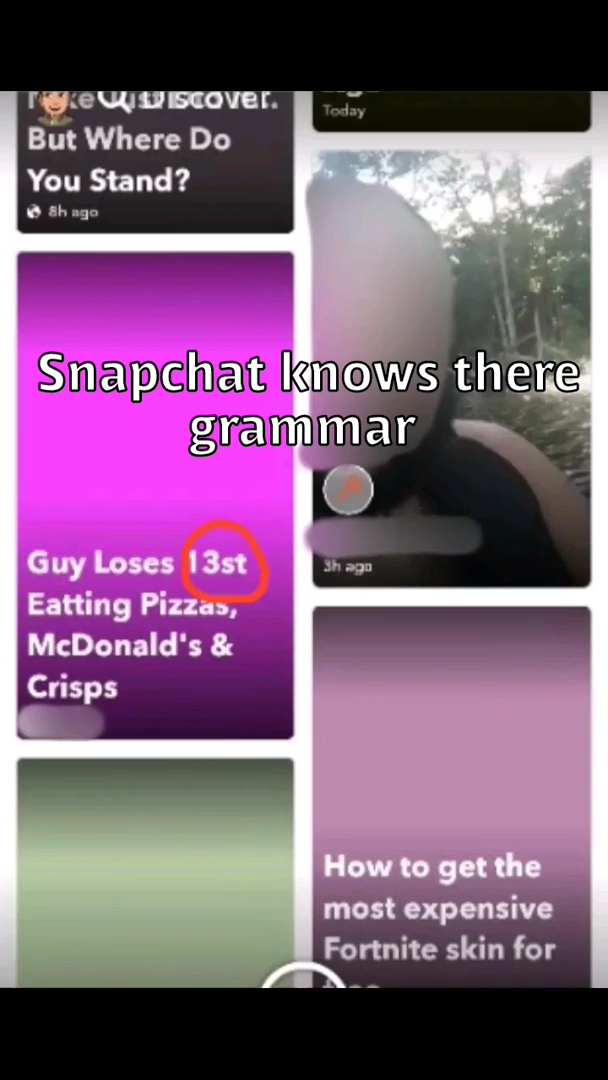 Discover.
But Where Do
You Stand?
8h ago
Today
Snapchat knows there
grammar
Guy Loses 13st
Eatting Pizzas,
McDonald's &
Crisps
3h ago
How to get the
most expensive
Fortnite skin for